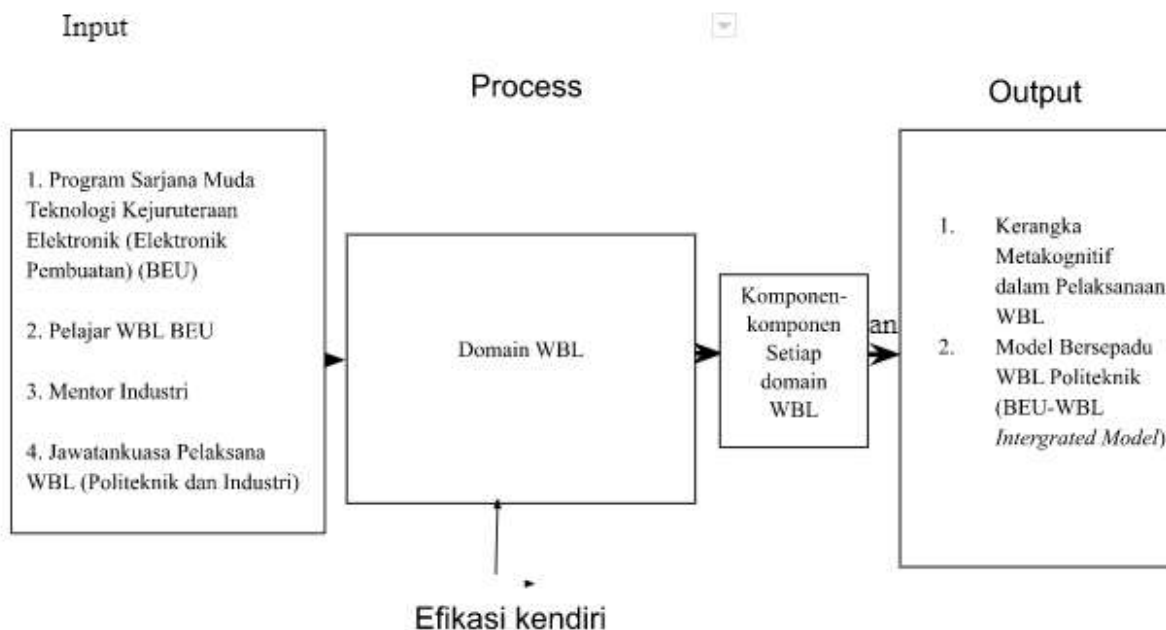 Input
Process
Output
1. Program Sarjana Muda
Teknologi Kejuruteraan
Elektronik (Elektronik
Pembuatan) (BEU)
2. Pelajar WBL BEU
3. Mentor Industri
4. Jawatankuasa Pelaksana
WBL (Politeknik dan Industri)
Domain WBL
Komponen-
komponen
Setiap
domain
WBL
an
1. Kerangka
Metakognitif
dalam Pelaksanaan
WBL
2. Model Bersepadu
WBL Politeknik
(BEU-WBL
Intergrated Model)
Efikasi kendiri